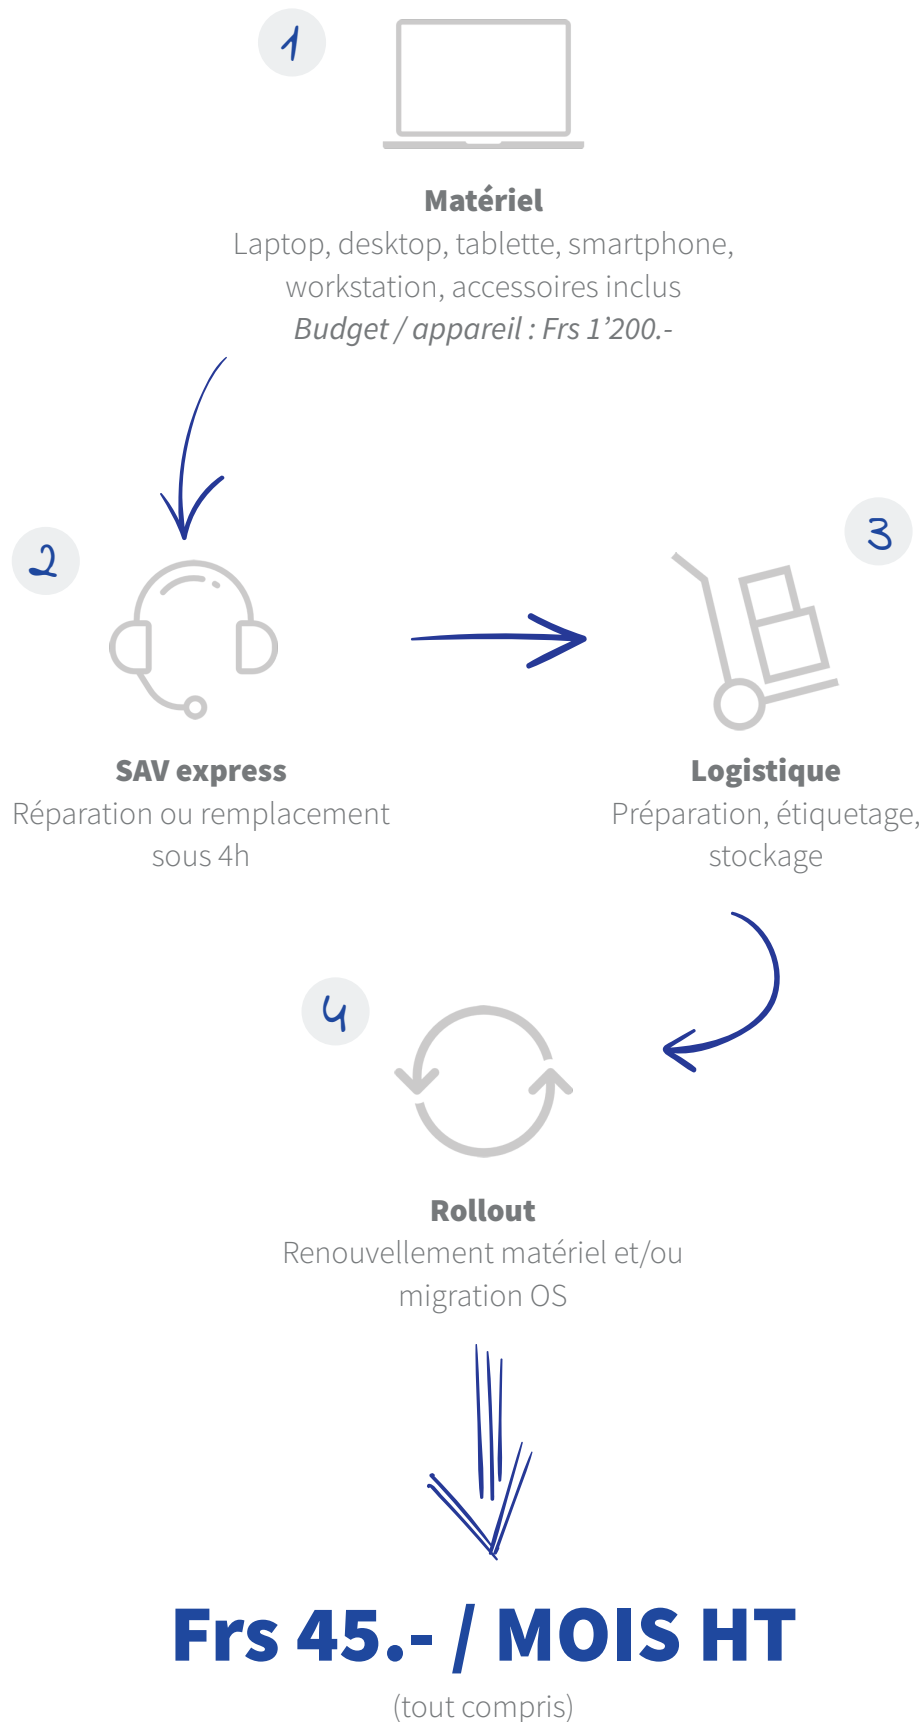 1
Matériel
Laptop, desktop, tablette, smartphone,
workstation, accessoires inclus
Budget / appareil : Frs 1’200.-
2
SAV express
Réparation ou remplacement
sous 4h
3
Logistique
Préparation, étiquetage,
stockage
4
Rollout
Renouvellement matériel et/ou
migration OS
Frs 45.- / MOIS HT
(tout compris)